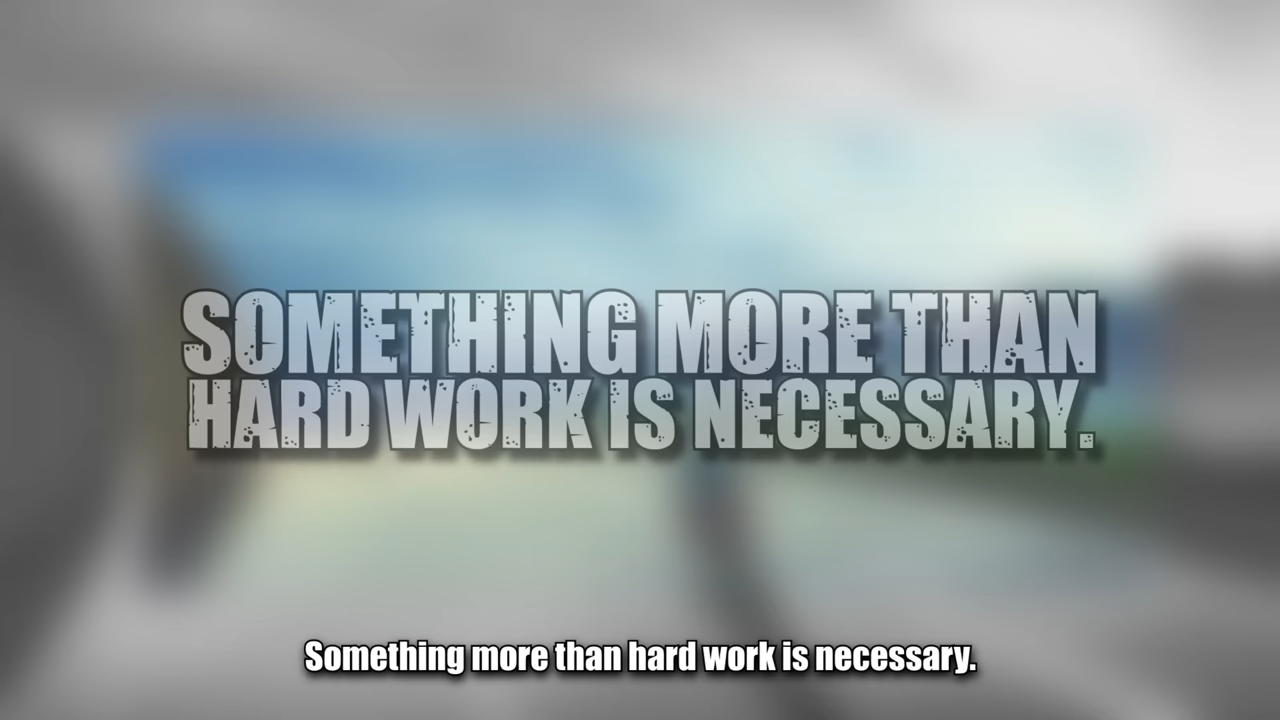 SOMETHING MORE THAN
HARD WORK IS NECESSARY.
Something more than hard work is necessary.